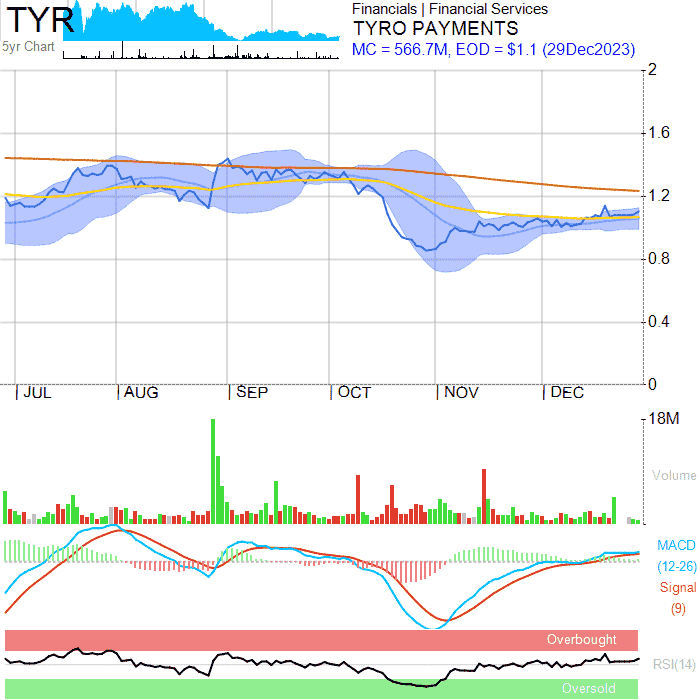 TYR
5yr Chart
Financials | Financial Services
TYRO PAYMENTS
MC = 566.7M, EOD = $1.1 (29Dec2023)
2
1.6
1.2
0.8
0.4
0
JUL
AUG
SEP
OCT
NOV
DEC
18M
Volume
MACD
(12-26)
Signal
(9)
Overbought
RSI(14)
Oversold